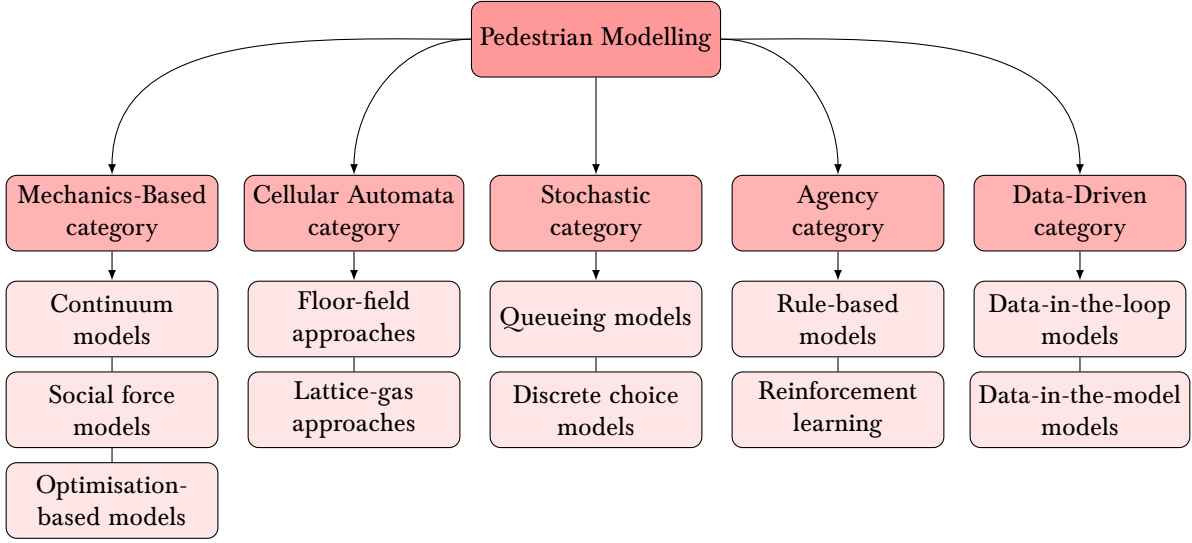 Pedestrian Modelling
Mechanics-Based
category
Cellular Automata
category
Stochastic
category
Agency
category
Data-Driven
category
Continuum
models
Floor-field
approaches
Queueing models
Rule-based
models
Data-in-the-loop
models
Social force
models
Lattice-gas
approaches
Discrete choice
models
Reinforcement
learning
Data-in-the-model
models
Optimisation-
based models